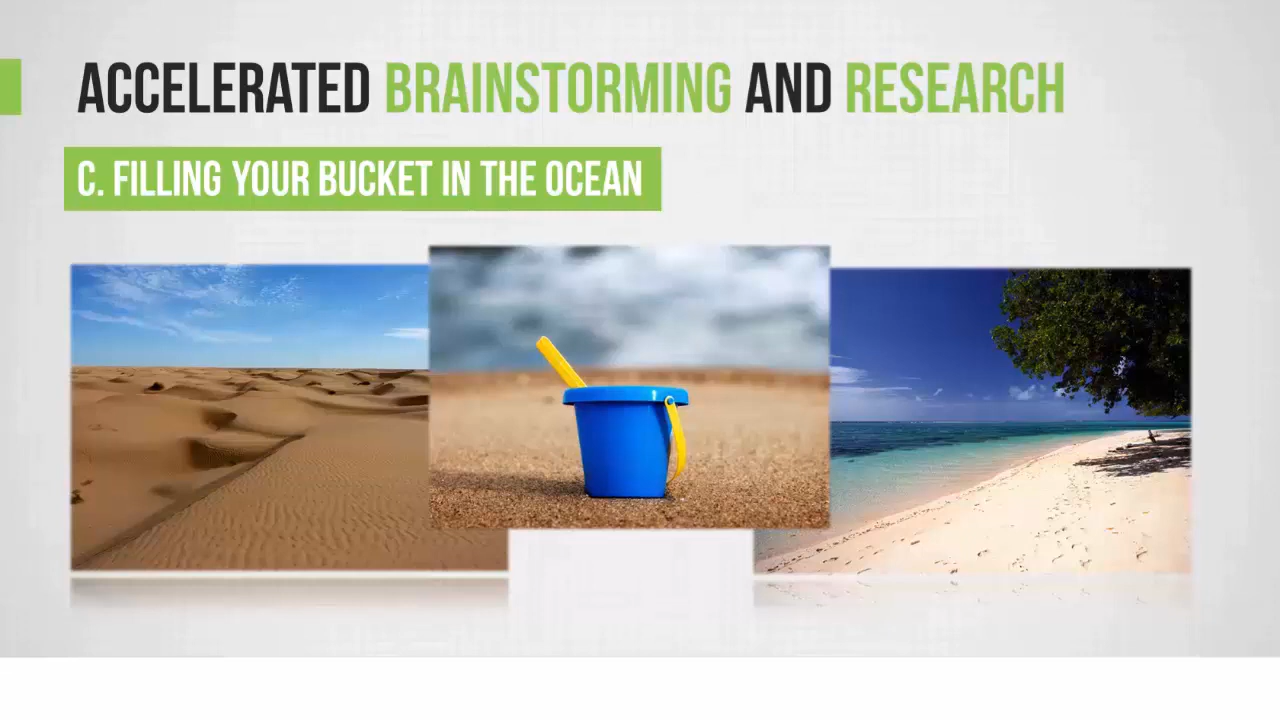 ACCELERATED BRAINSTORMING AND RESEARCH
C. FILLING YOUR BUCKET IN THE OCEAN